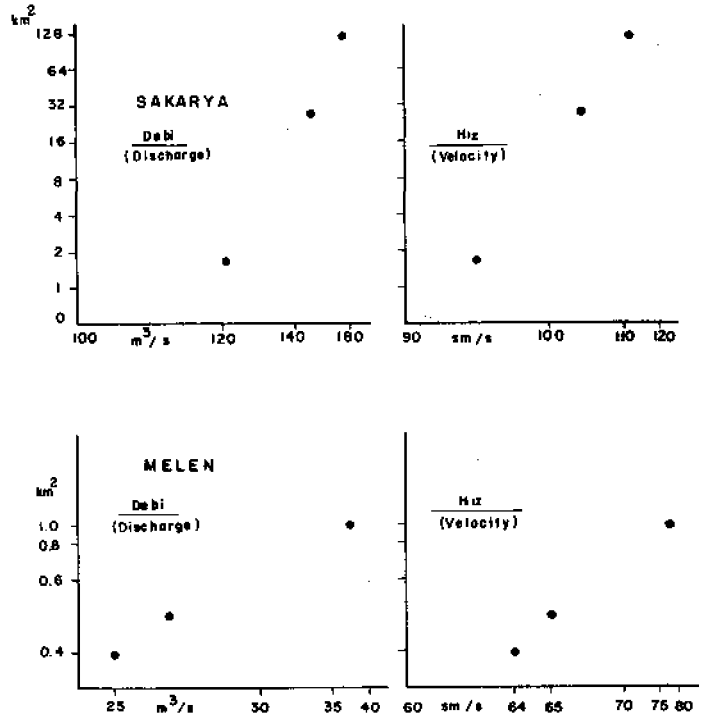 km²
128
64
32
16
8
4
2
1
0
SAKARYA
Debi
(Discharge)
100 120 140 160
m³/s
Hız
(Velocity)
90 100 110 120
sm/s
MELEN
km²
1.0
0.8
0.6
0.4
Debi
(Discharge)
25 30 35 40
m³/s
Hız
(Velocity)
60 64 65 70 75 80
sm/s